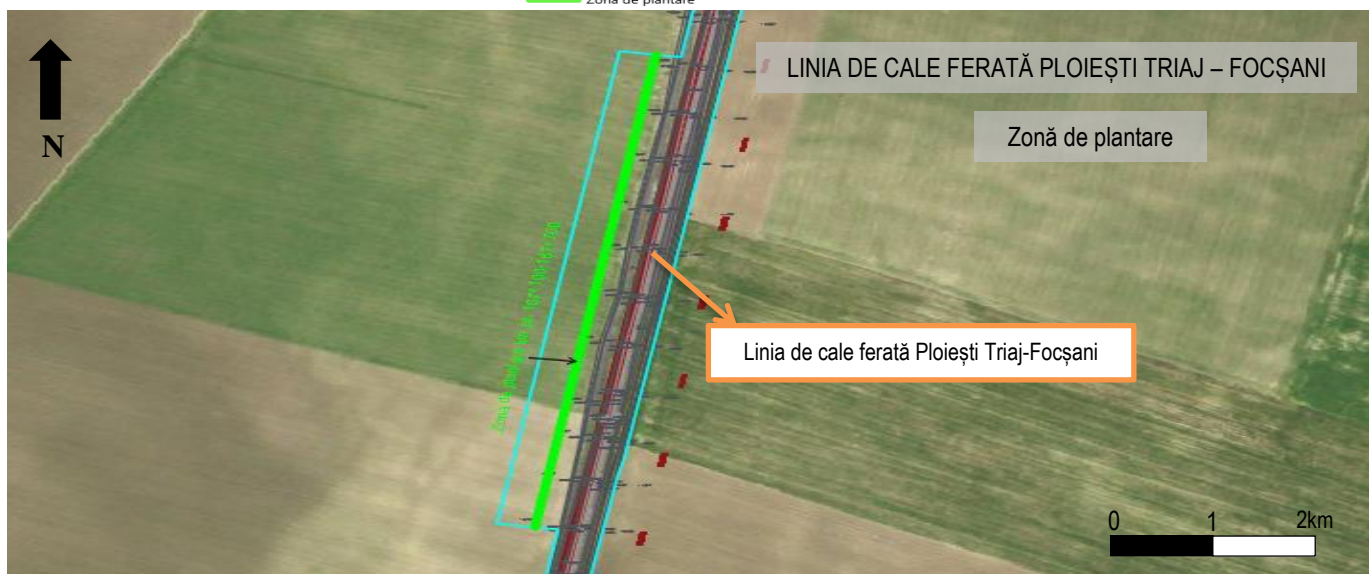 Zona de plantare
LINIA DE CALE FERATĂ PLOIEȘTI TRIAJ – FOCȘANI
N
Zonă de plantare
Linia de cale ferată Ploiești Triaj-Focșani
0 1 2km